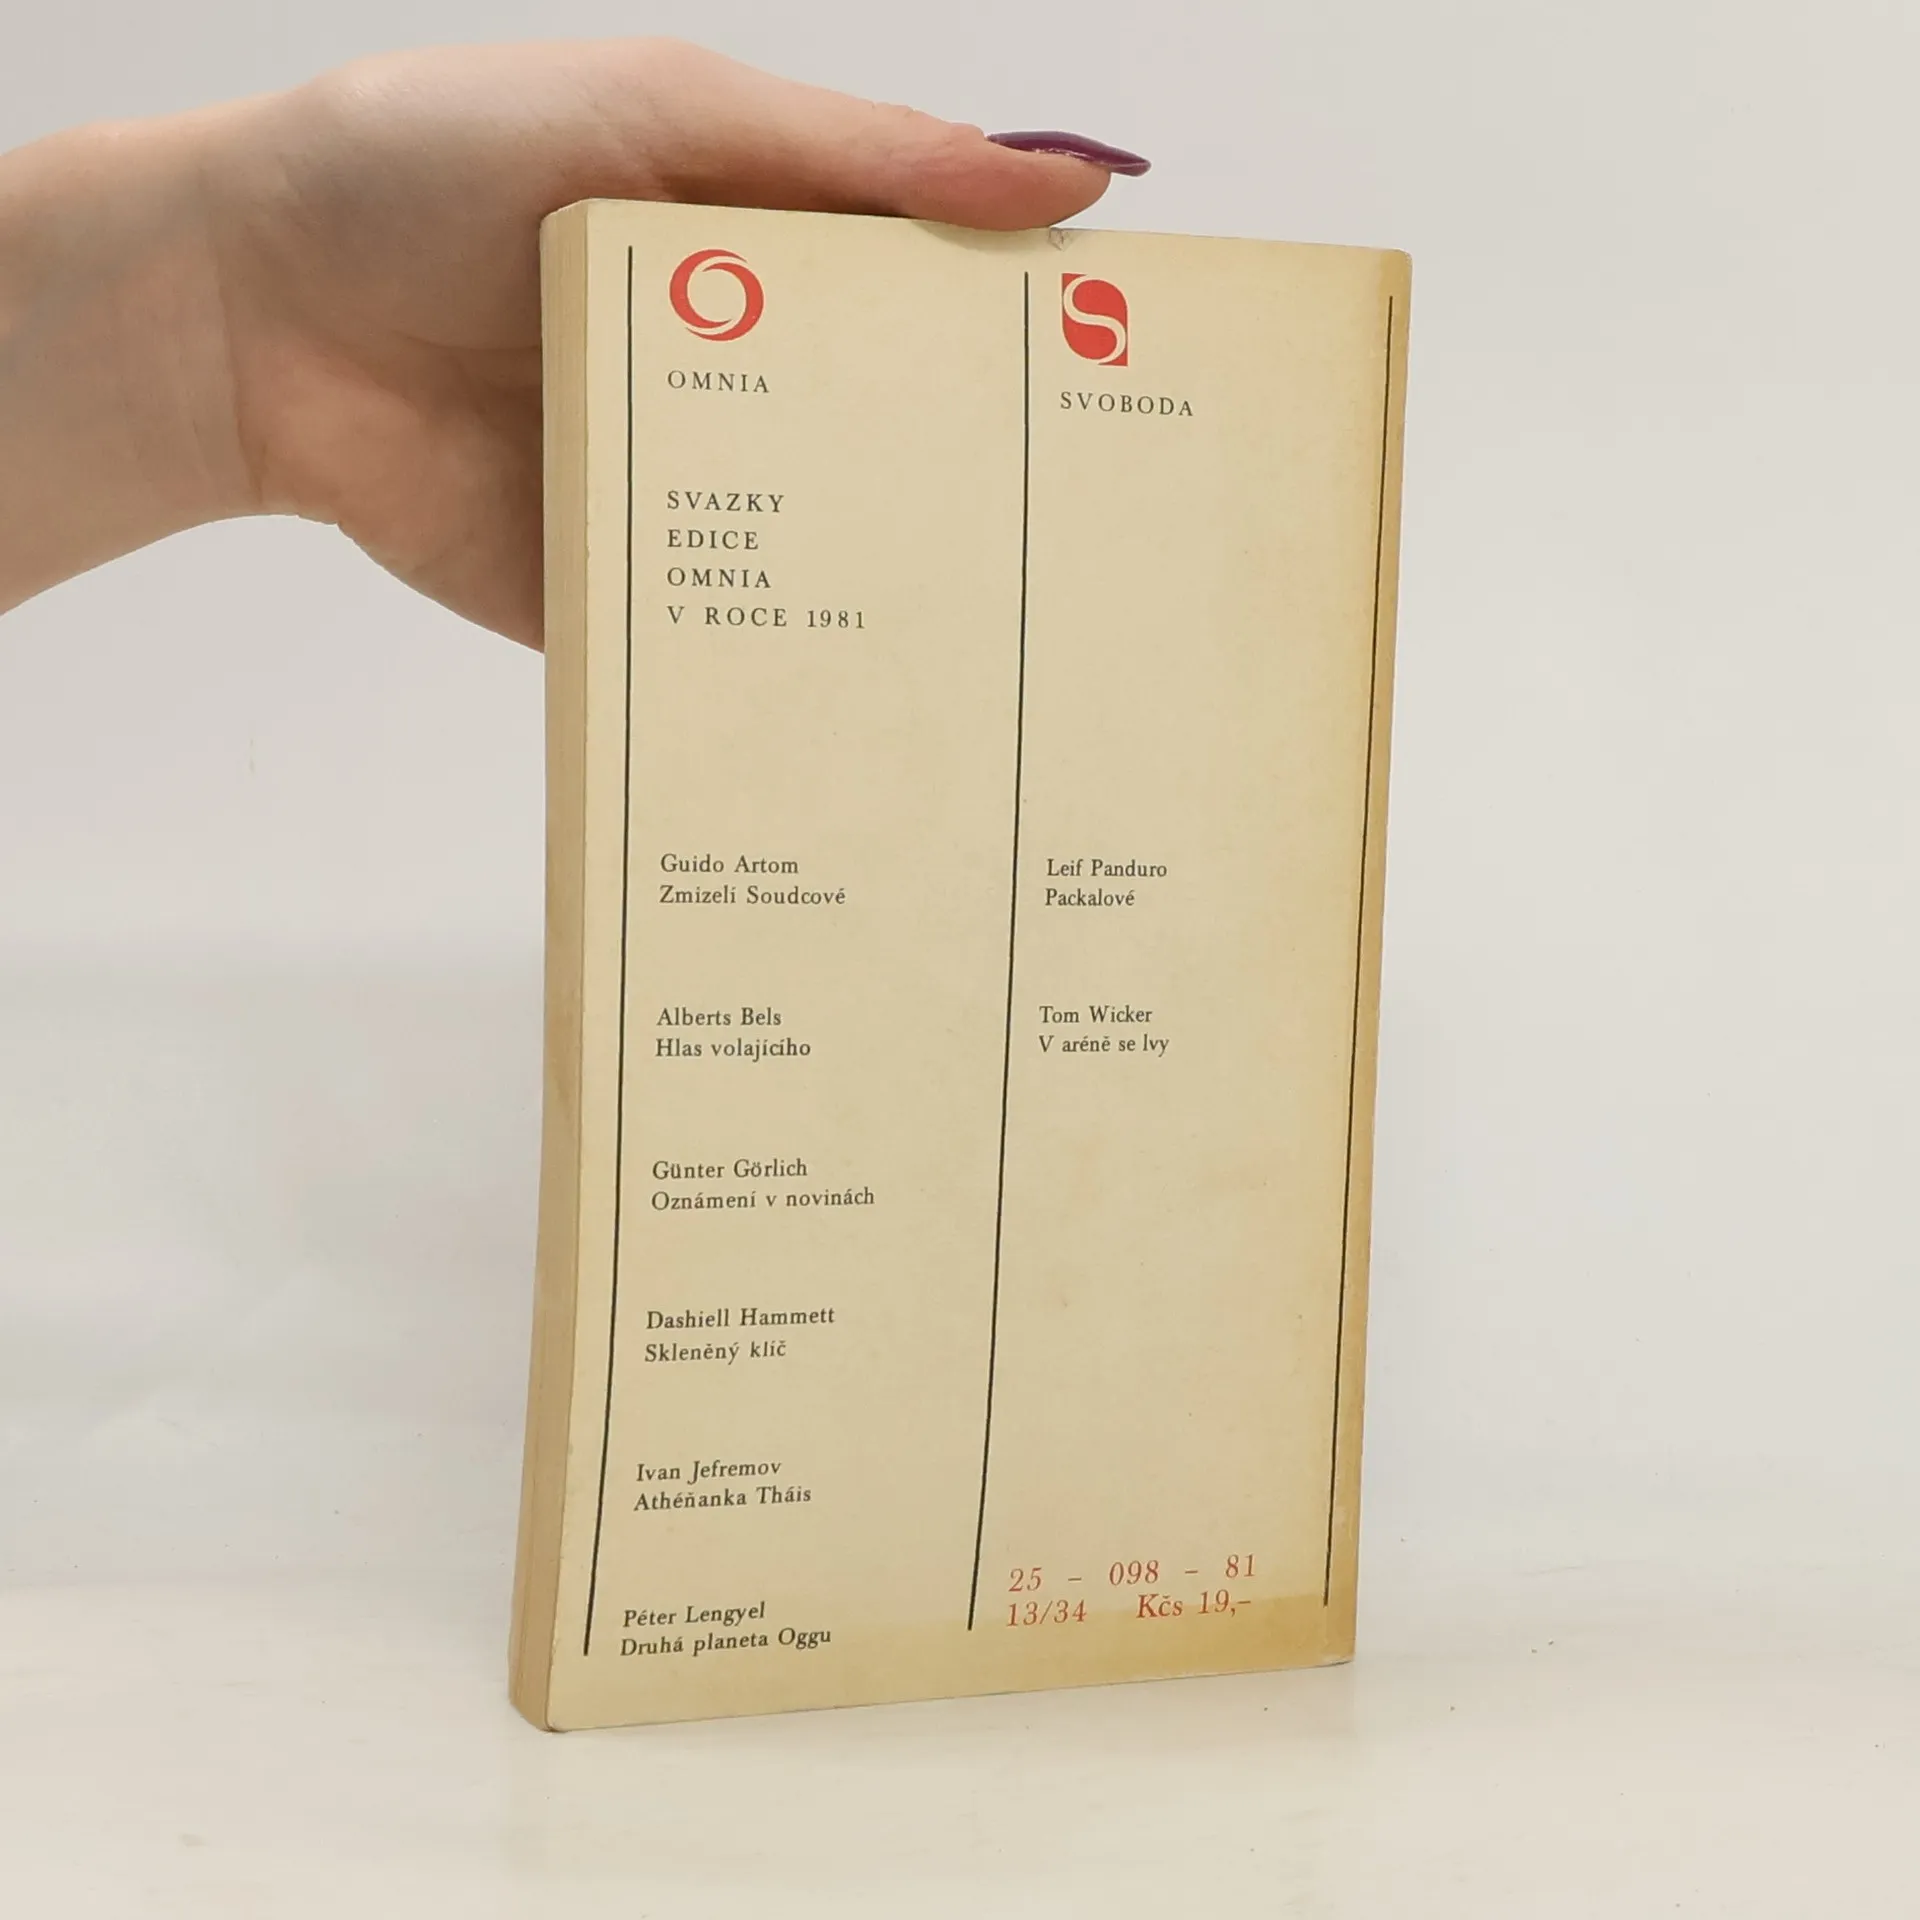 OMNIA
SVAZKY
EDICE
OMNIA
V ROCE 1981
Guido Artom
Zmizelí Soudcové
Alberts Bels
Hlas volajícího
Günter Görlich
Oznámení v novinách
Dashiell Hammett
Skleněný klíč
Ivan Jefremov
Athéňanka Tháis
Péter Lengyel
Druhá planeta Oggu
SVOBODA
Leif Panduro
Packalové
Tom Wicker
V aréně se lvy
25 – 098 – 81
13/34 Kčs 19,–